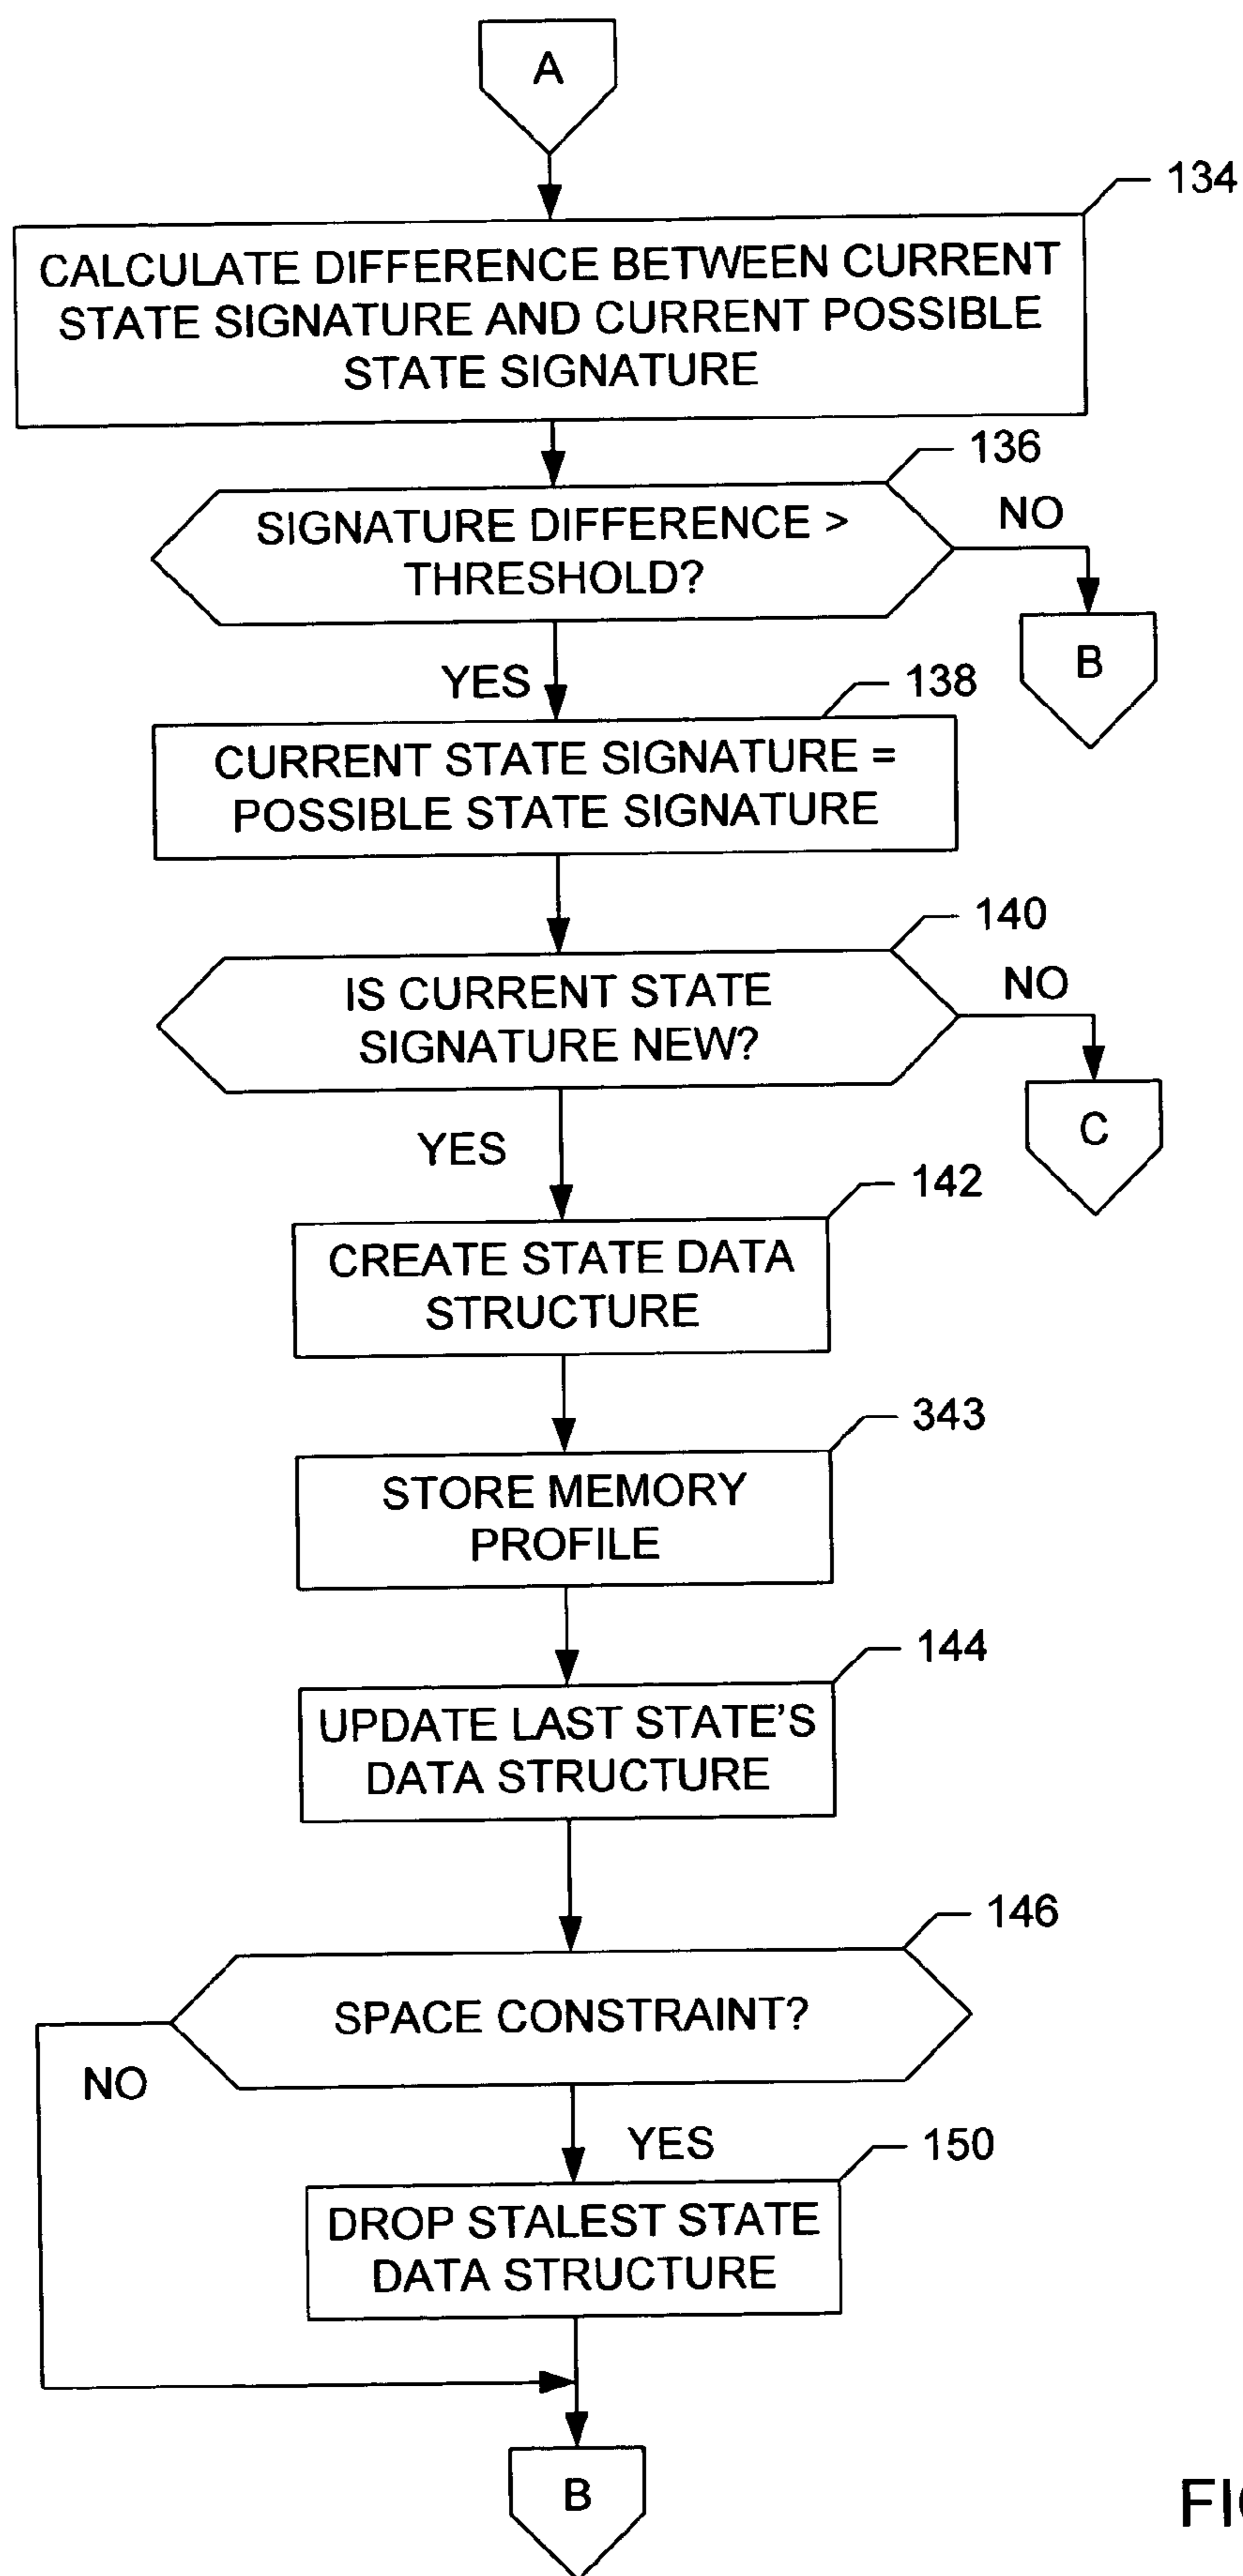 A
134
CALCULATE DIFFERENCE BETWEEN CURRENT
STATE SIGNATURE AND CURRENT POSSIBLE
STATE SIGNATURE
136
SIGNATURE DIFFERENCE >
THRESHOLD?
NO
B
YES
138
CURRENT STATE SIGNATURE =
POSSIBLE STATE SIGNATURE
140
IS CURRENT STATE
SIGNATURE NEW?
NO
C
YES
142
CREATE STATE DATA
STRUCTURE
343
STORE MEMORY
PROFILE
144
UPDATE LAST STATE'S
DATA STRUCTURE
146
SPACE CONSTRAINT?
NO
YES
150
DROP STALEST STATE
DATA STRUCTURE
B